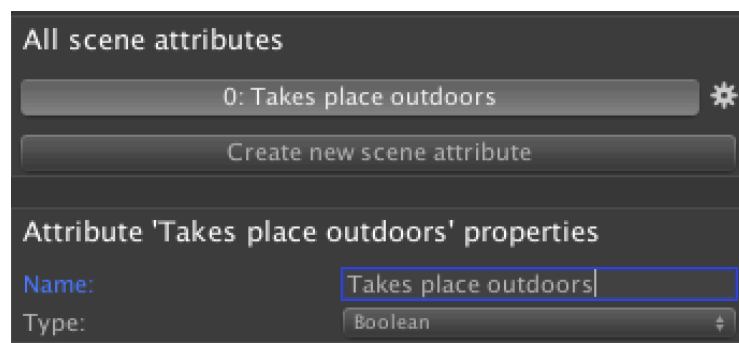 All scene attributes
0: Takes place outdoors
Create new scene attribute
Attribute 'Takes place outdoors' properties
Name: Takes place outdoors
Type: Boolean